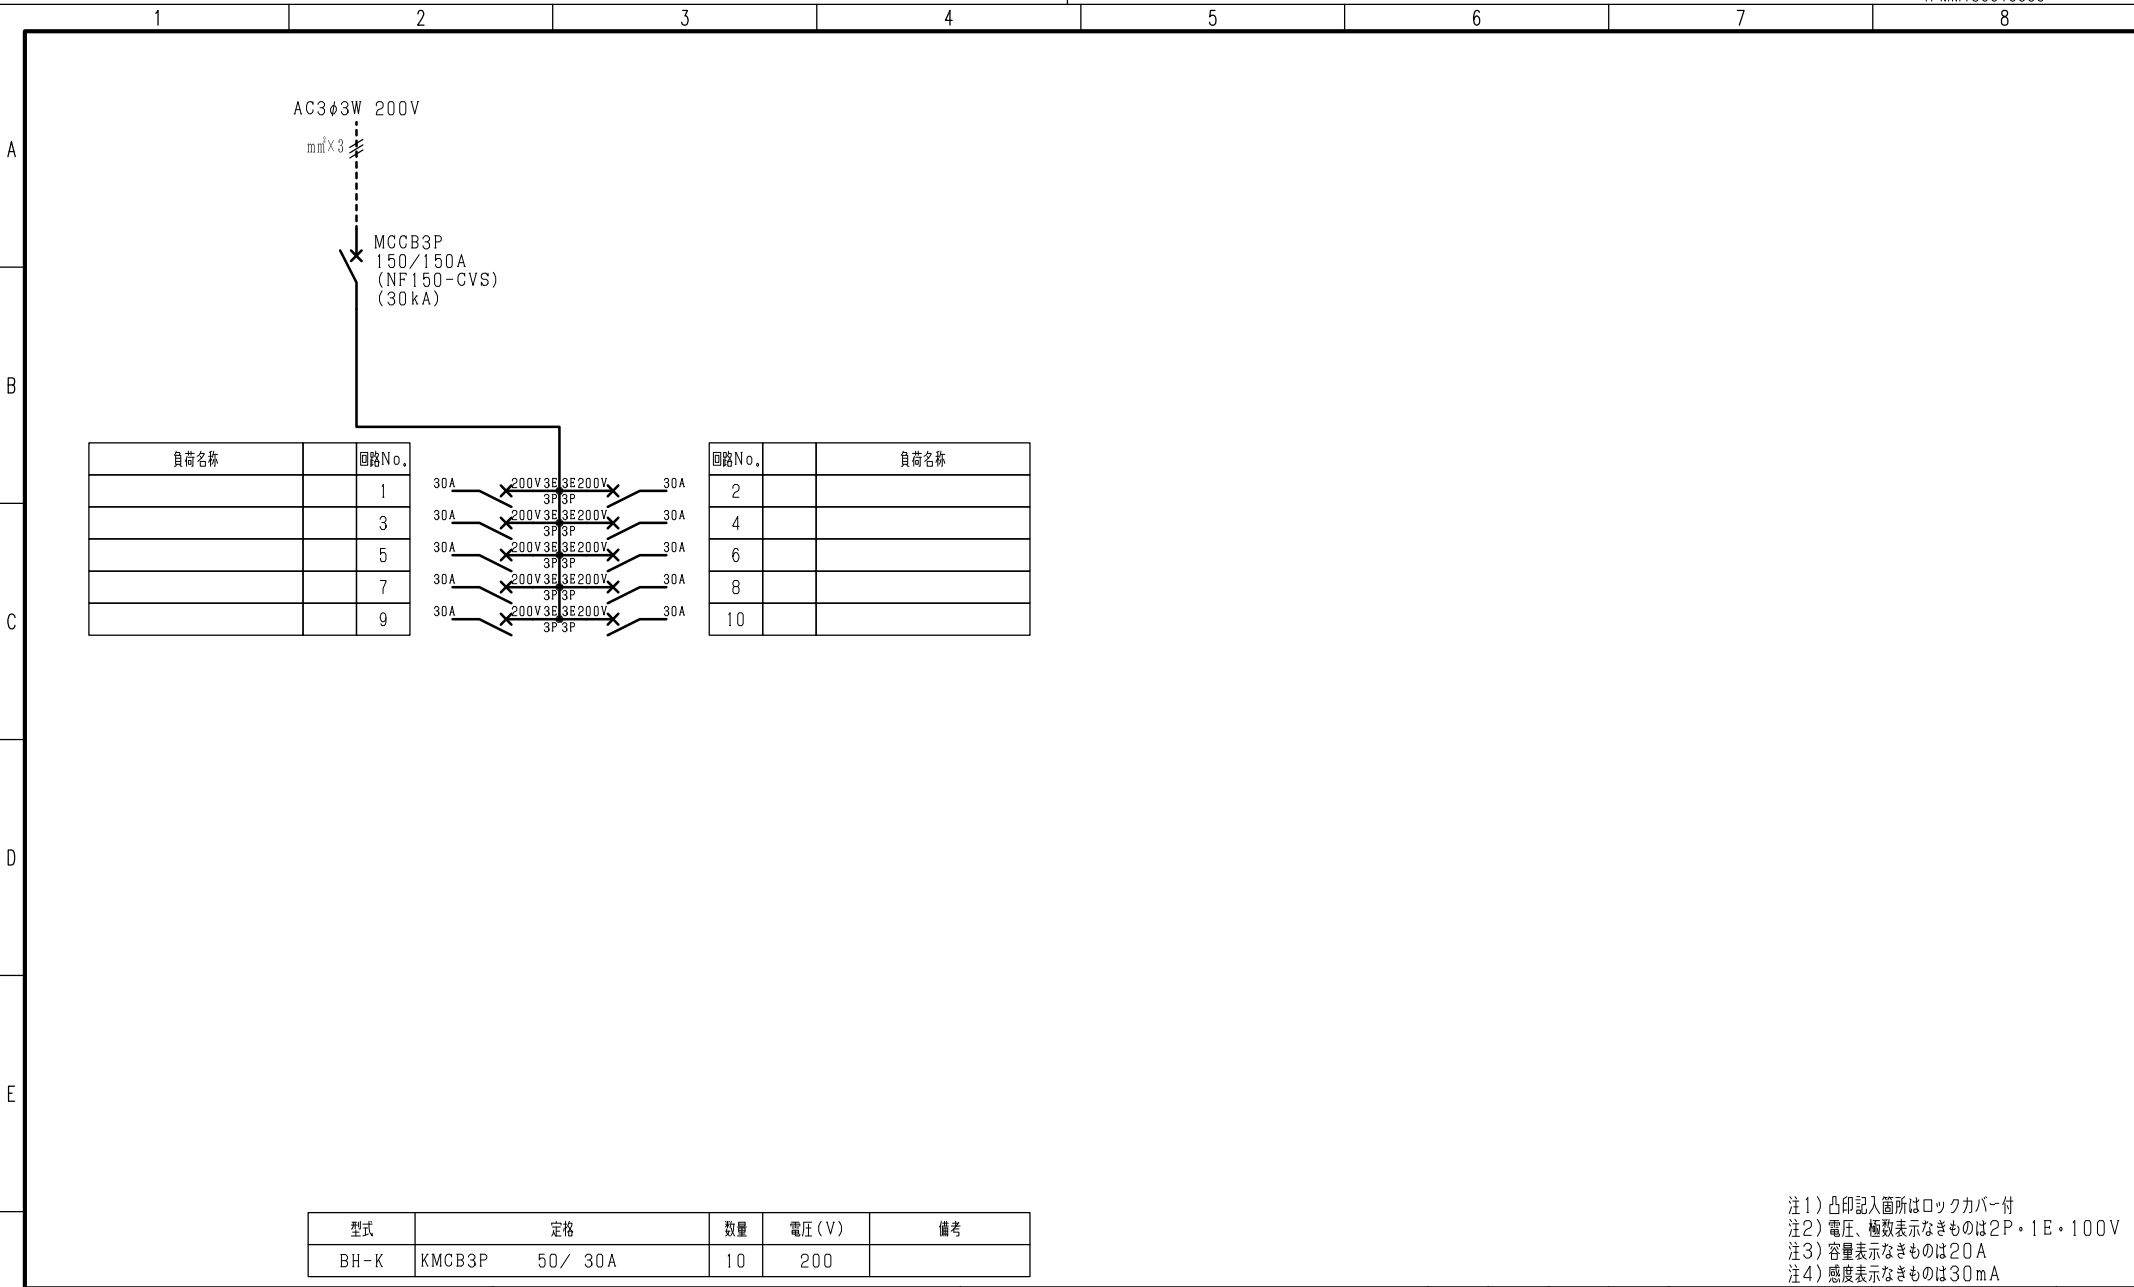 1 2 3 4 5 6 7 8
A
AC3φ3W 200V
mm²×3
MCCB3P
150/150A
(NF150-CVS)
(30kA)
B
負荷名称 回路No. 回路No. 負荷名称
1 30A 200V 3E 3E 200V 30A 2
3P 3P
3 30A 200V 3E 3E 200V 30A 4
3P 3P
5 30A 200V 3E 3E 200V 30A 6
3P 3P
7 30A 200V 3E 3E 200V 30A 8
3P 3P
C
9 30A 200V 3E 3E 200V 30A 10
3P 3P
D
E
型式 定格 数量 電圧(V) 備考
BH-K KMCB3P 50/ 30A 10 200
注1)凸印記入箇所はロックカバー付
注2)電圧、極数表示なきものは2P・1E・100V
注3)容量表示なきものは20A
注4)感度表示なきものは30mA